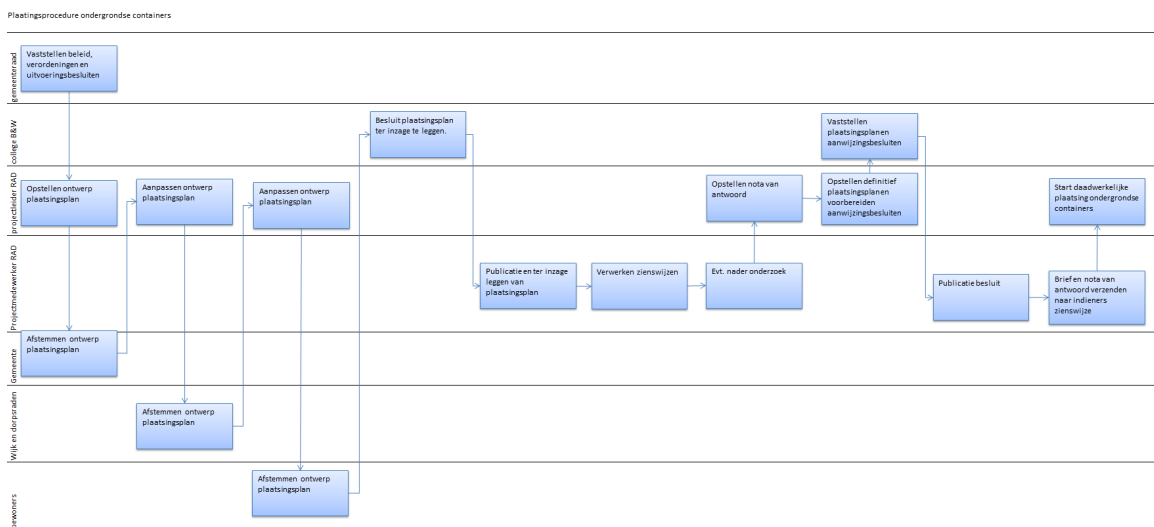 Plaatingsprocedure ondergrondse containers
gemeenteraad
Vaststellen beleid,
verordeningen en
uitvoeringsbesluiten
college B&W
Besluit plaatsingsplan
ter inzage te leggen.
Vaststellen
plaatsingsplannen
aanwijzingsbesluiten
projectleider RAD
Opstellen ontwerp
plaatsingsplan
Aanpassen ontwerp
plaatsingsplan
Aanpassen ontwerp
plaatsingsplan
Opstellen nota van
antwoord
Opstellen definitief
plaatsingsplannen
voorbereiden
aanwijzingsbesluiten
Start daadwerkelijke
plaatsing ondergrondse
containers
Projectmedewerker RAD
Publicatie en ter inzage
leggen van
plaatsingsplan
Verwerken zienswijzen
Evt. nader onderzoek
Publicatie besluit
Brief en nota van
antwoord verzenden
naar indieners
zienswijze
Gemeente
Afstemmen ontwerp
plaatsingsplan
Wijk en dorpsraden
Afstemmen ontwerp
plaatsingsplan
ewoners
Afstemmen ontwerp
plaatsingsplan